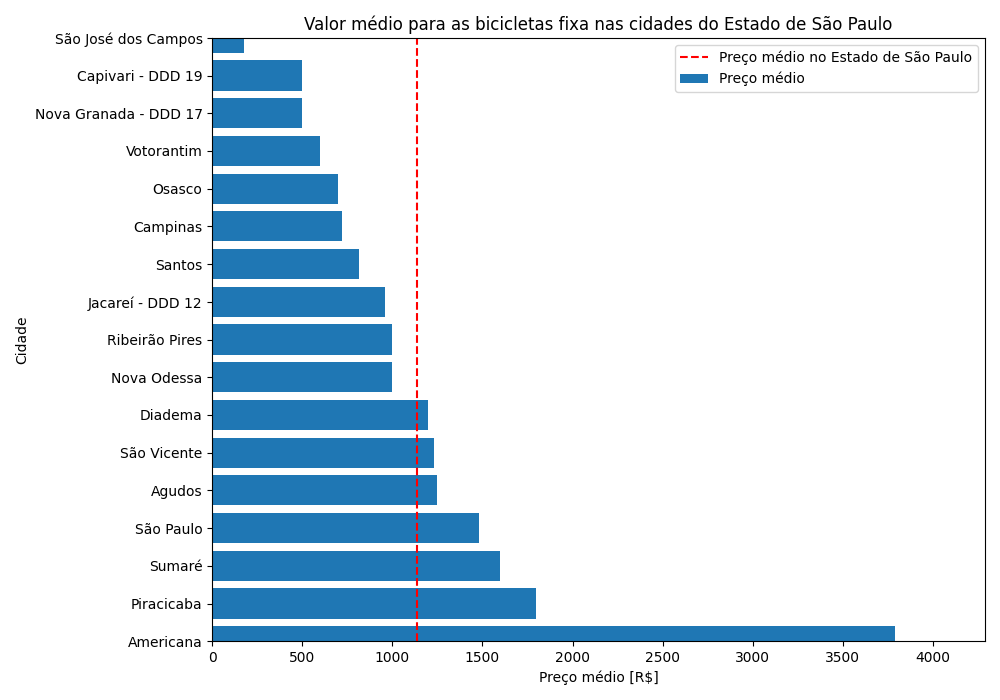 Valor médio para as bicicletas fixa nas cidades do Estado de São Paulo
Preço médio no Estado de São Paulo
Preço médio
Cidade
São José dos Campos
Capivari - DDD 19
Nova Granada - DDD 17
Votorantim
Osasco
Campinas
Santos
Jacareí - DDD 12
Ribeirão Pires
Nova Odessa
Diadema
São Vicente
Agudos
São Paulo
Sumaré
Piracicaba
Americana
0 500 1000 1500 2000 2500 3000 3500 4000
Preço médio [R$]